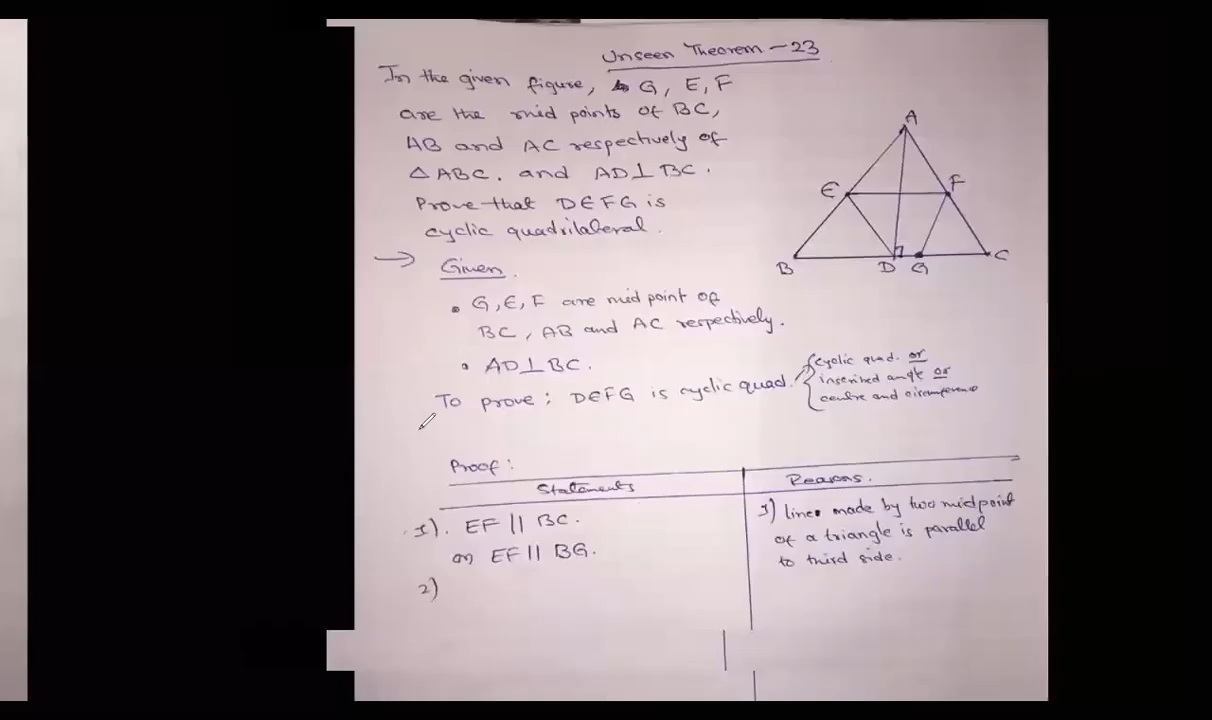 Unseen Theorem - 23
In the given figure, G, E, F
are the mid points of BC,
AB and AC respectively of
△ABC. and AD⊥BC.
Prove that DEFG is
cyclic quadrilateral.
→ Given.
• G, E, F are mid point of
BC, AB and AC respectively.
• AD⊥BC.
To prove: DEFG is cyclic quad.
cyclic quad. or
inscribed angle or
centre and circumference
A
E
F
B
D
G
C
Proof:
Statements
Reasons.
1). EF || BC.
or EF || BG.
2)
1) line made by two midpoint
of a triangle is parallel
to third side.